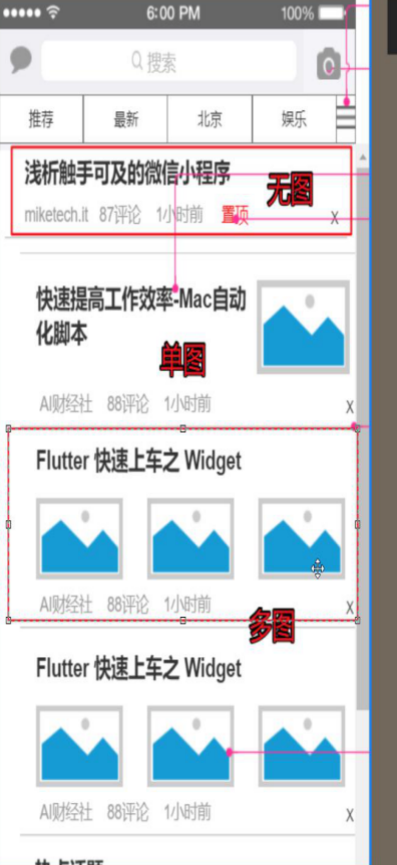 6:00 PM 100%
搜索
推荐 最新 北京 娱乐
浅析触手可及的微信小程序
无图
miketech.it 87评论 1小时前 置顶 X
快速提高工作效率-Mac自动
化脚本
单图
AI财经社 88评论 1小时前 X
Flutter 快速上车之 Widget
AI财经社 88评论 1小时前 X
多图
Flutter 快速上车之 Widget
AI财经社 88评论 1小时前 X